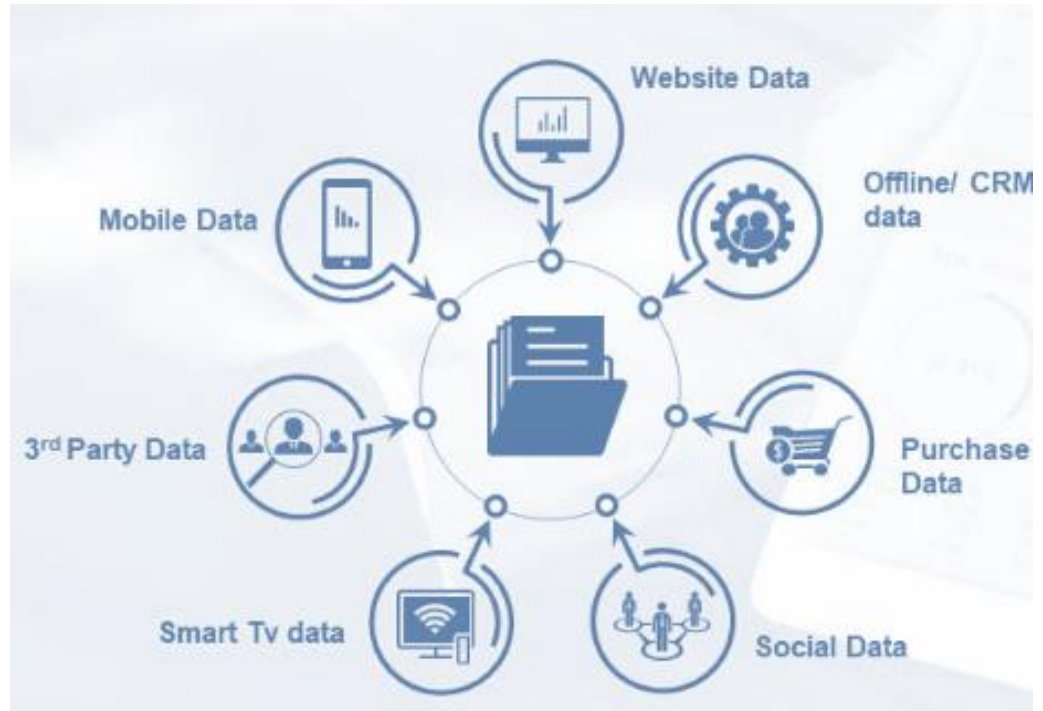 Website Data
Offline/ CRM
data
Mobile Data
3rd Party Data
Purchase
Data
Smart Tv data
Social Data